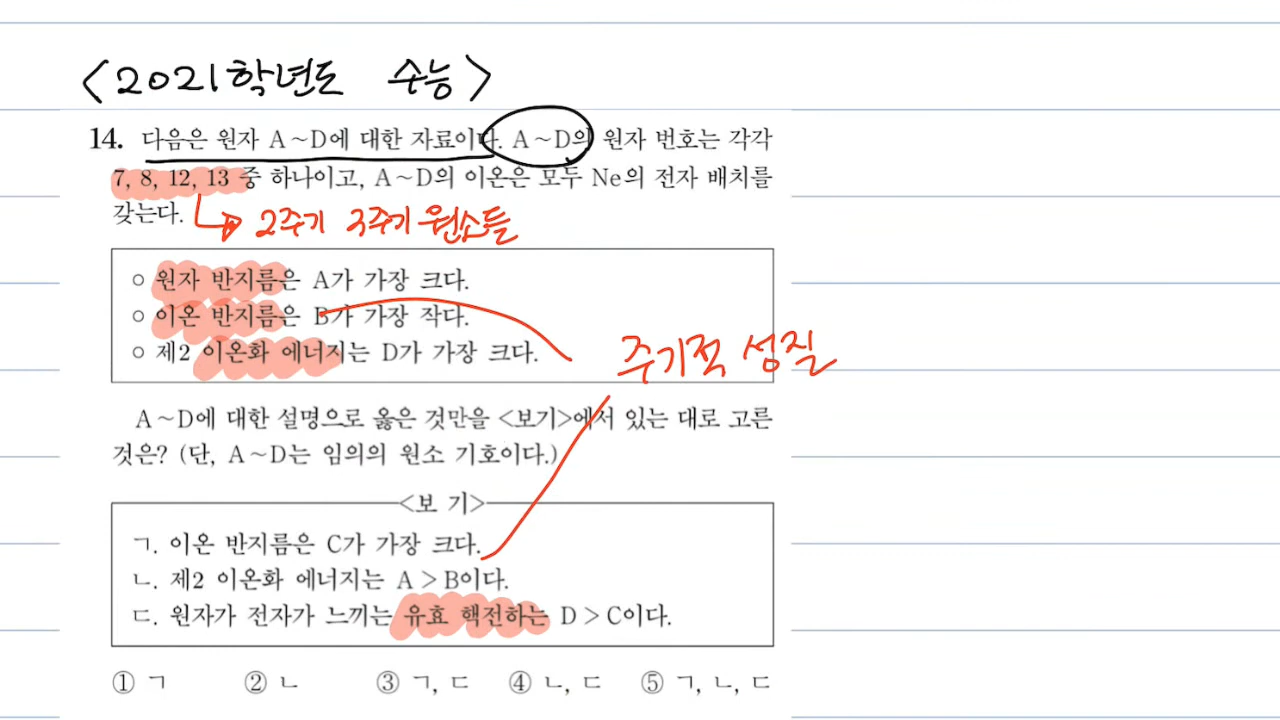 <2021학년도 수능>
14. 다음은 원자 A~D에 대한 자료이다. A~D의 원자 번호는 각각
7, 8, 12, 13 중 하나이고, A~D의 이온은 모두 Ne의 전자 배치를
갖는다.
2주기 3주기 원소들
○ 원자 반지름은 A가 가장 크다.
○ 이온 반지름은 B가 가장 작다.
○ 제2 이온화 에너지는 D가 가장 크다.
주기적 성질
A~D에 대한 설명으로 옳은 것만을 <보기>에서 있는 대로 고른
것은? (단, A~D는 임의의 원소 기호이다.)
<보 기>
ㄱ. 이온 반지름은 C가 가장 크다.
ㄴ. 제2 이온화 에너지는 A > B이다.
ㄷ. 원자가 전자가 느끼는 유효 핵전하는 D > C이다.
① ㄱ ② ㄴ ③ ㄱ, ㄷ ④ ㄴ, ㄷ ⑤ ㄱ, ㄴ, ㄷ